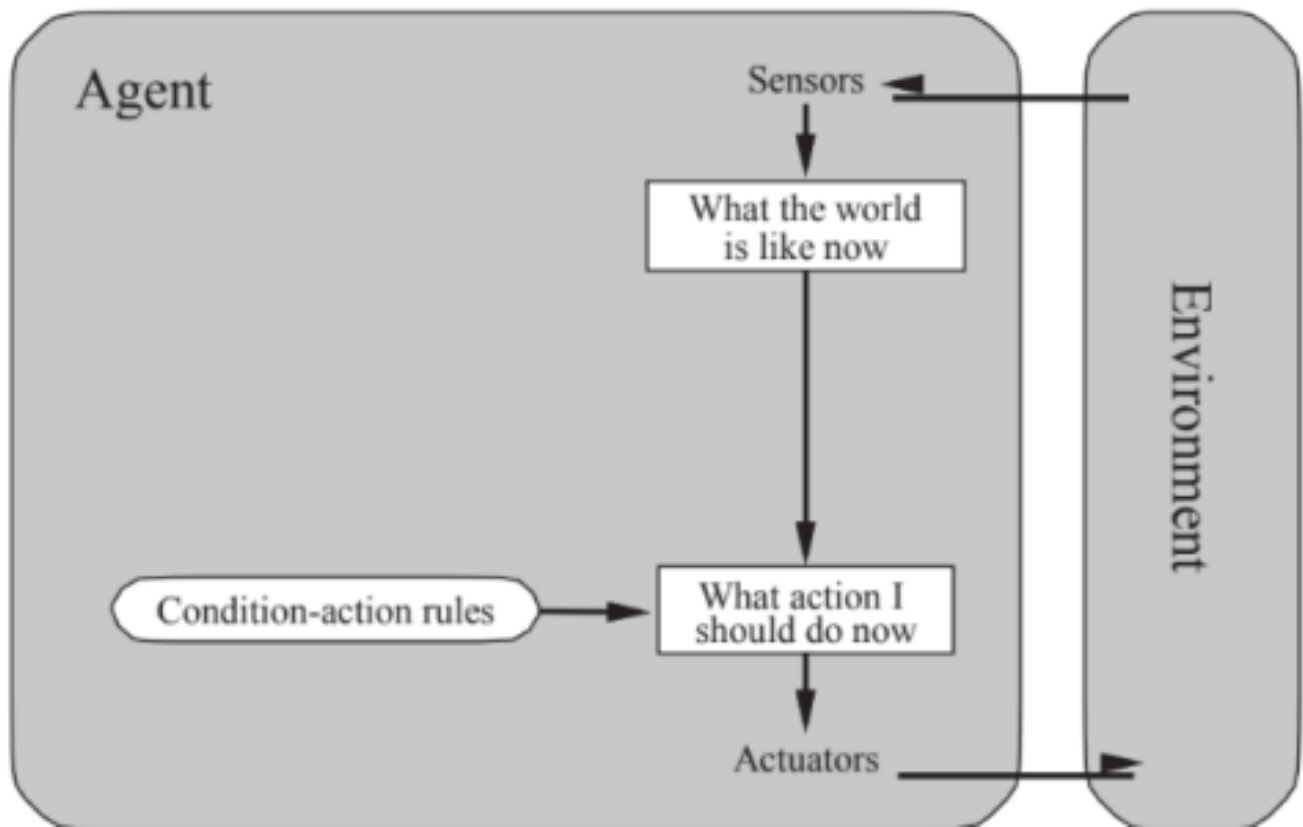 Agent
Sensors
What the world
is like now
Environment
Condition-action rules
What action I
should do now
Actuators